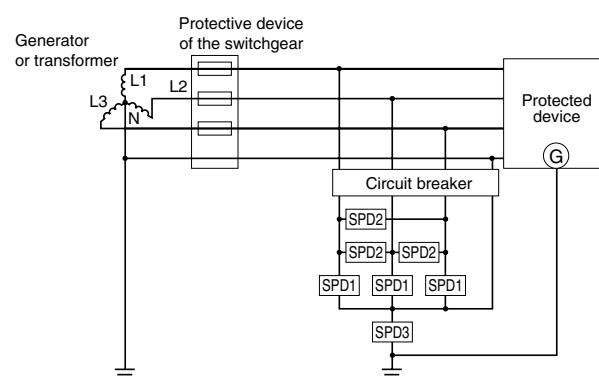 Protective device
of the switchgear
Generator
or transformer
L1
L2
L3
N
Protected
device
G
Circuit breaker
SPD2
SPD2 SPD2
SPD1 SPD1 SPD1
SPD3